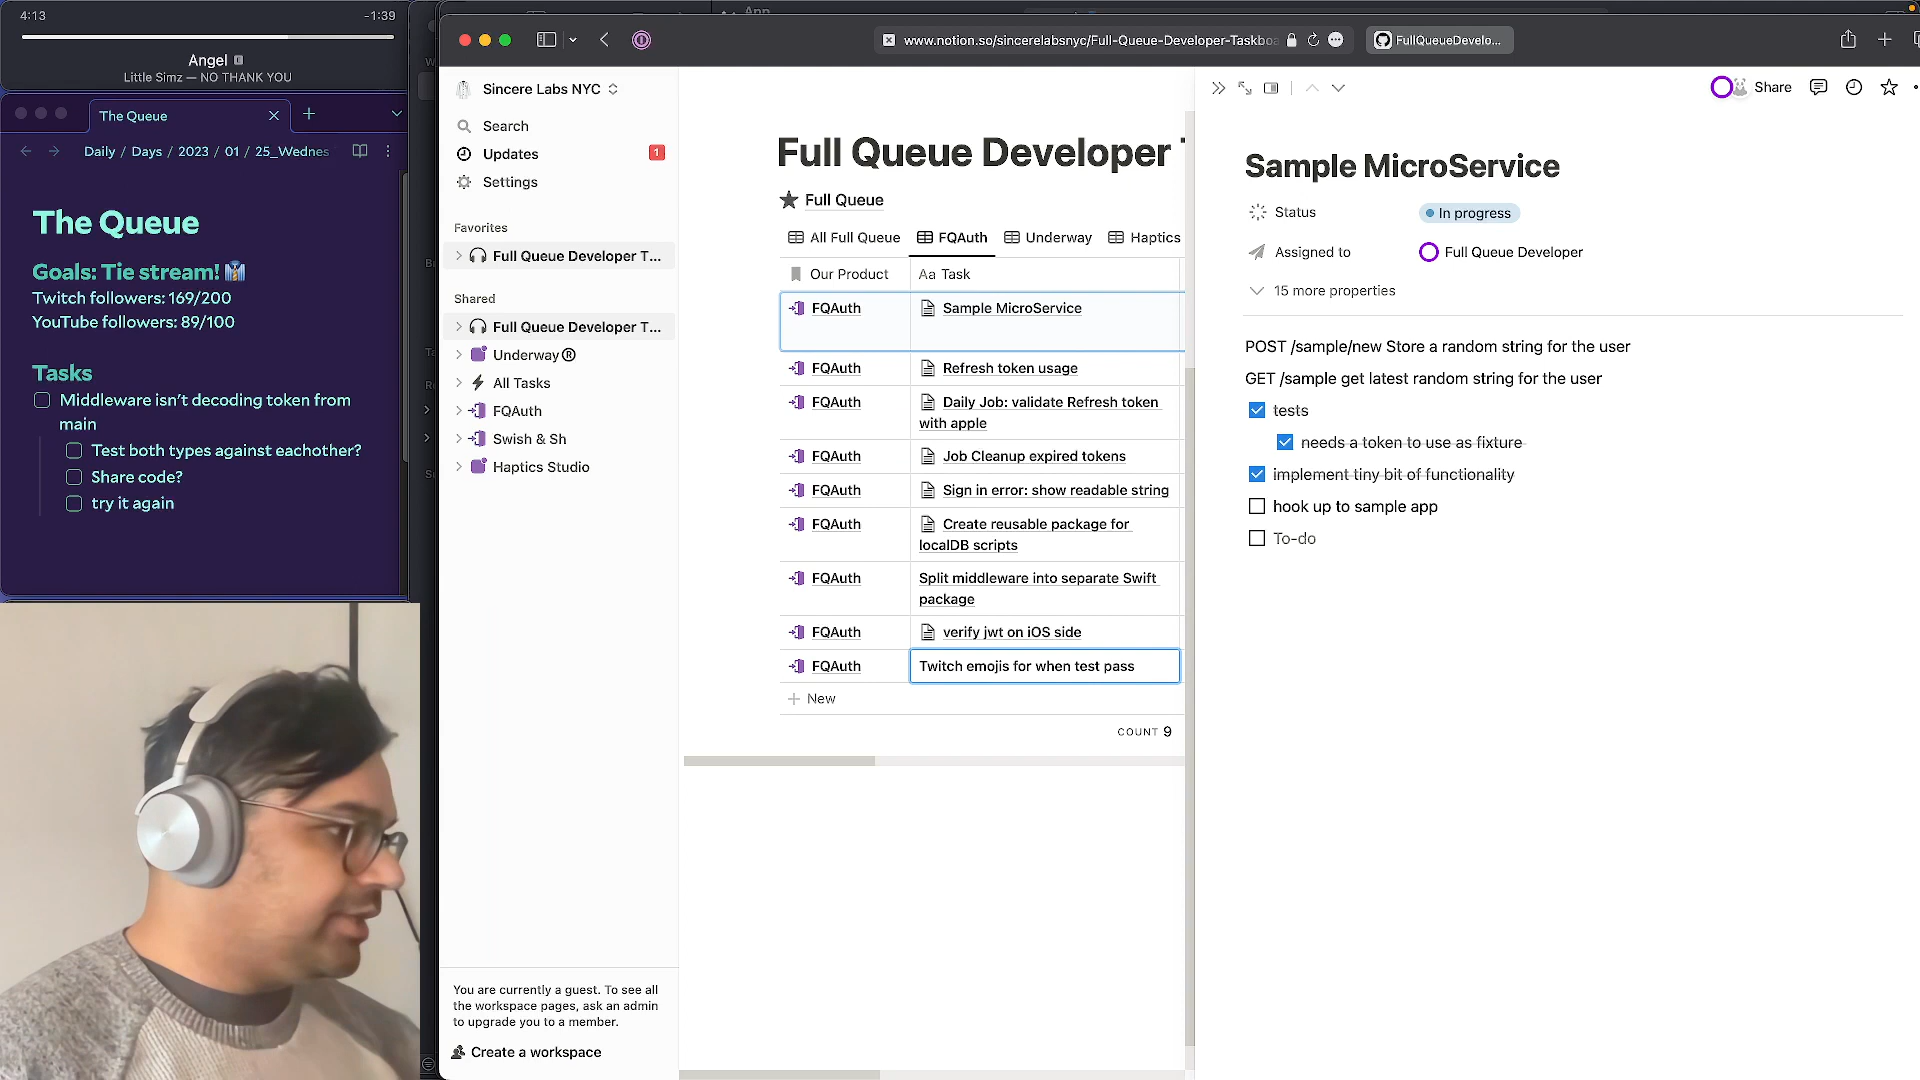 4:13
-1:39
Angel E
Little Simz — NO THANK YOU
The Queue
Daily / Days / 2023 / 01 / 25_Wednes
The Queue
Goals: Tie stream!
Twitch followers: 169/200
YouTube followers: 89/100
Tasks
Middleware isn't decoding token from
main
Test both types against eachother?
Share code?
try it again
www.notion.so/sincerelabsnyc/Full-Queue-Developer-Taskboa
FullQueueDevelo...
Sincere Labs NYC
Search
Updates
1
Settings
Favorites
Full Queue Developer T...
Shared
Full Queue Developer T...
Underway®
All Tasks
FQAuth
Swish & Sh
Haptics Studio
You are currently a guest. To see all
the workspace pages, ask an admin
to upgrade you to a member.
Create a workspace
Full Queue Developer
Full Queue
All Full Queue
FQAuth
Underway
Haptics
Our Product
Aa Task
FQAuth
Sample MicroService
FQAuth
Refresh token usage
FQAuth
Daily Job: validate Refresh token
with apple
FQAuth
Job Cleanup expired tokens
FQAuth
Sign in error: show readable string
FQAuth
Create reusable package for
localDB scripts
FQAuth
Split middleware into separate Swift
package
FQAuth
verify jwt on iOS side
FQAuth
Twitch emojis for when test pass
New
COUNT 9
Share
Sample MicroService
Status
In progress
Assigned to
Full Queue Developer
15 more properties
POST /sample/new Store a random string for the user
GET /sample get latest random string for the user
tests
needs a token to use as fixture
implement tiny bit of functionality
hook up to sample app
To-do